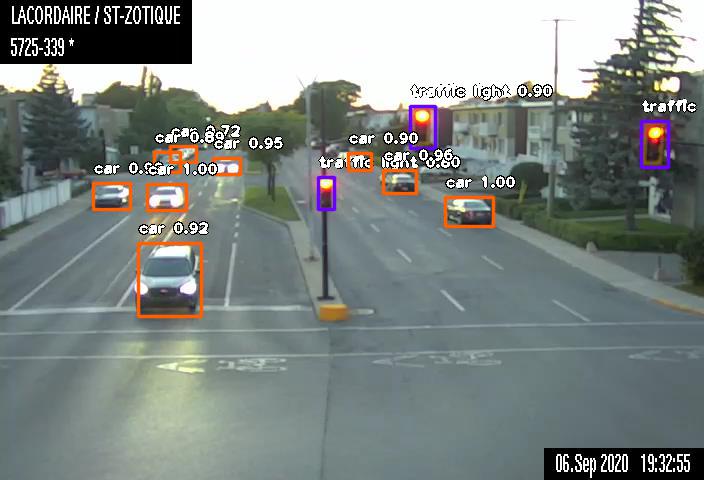 LACORDAIRE / ST-ZOTIQUE
5725-339 *
traffic light 0.90
traffic
car 0.72
car 0.95
car 0.90
car 1.00
car 0.96
car 1.00
car 0.92
06.Sep 2020 19:32:55